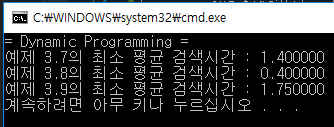 C:₩WINDOWS₩system32₩cmd.exe
= Dynamic Programming =
예제 3.7의 최소 평균 검색시간 : 1.400000
예제 3.8의 최소 평균 검색시간 : 0.400000
예제 3.9의 최소 평균 검색시간 : 1.750000
계속하려면 아무 키나 누르십시오 . . .